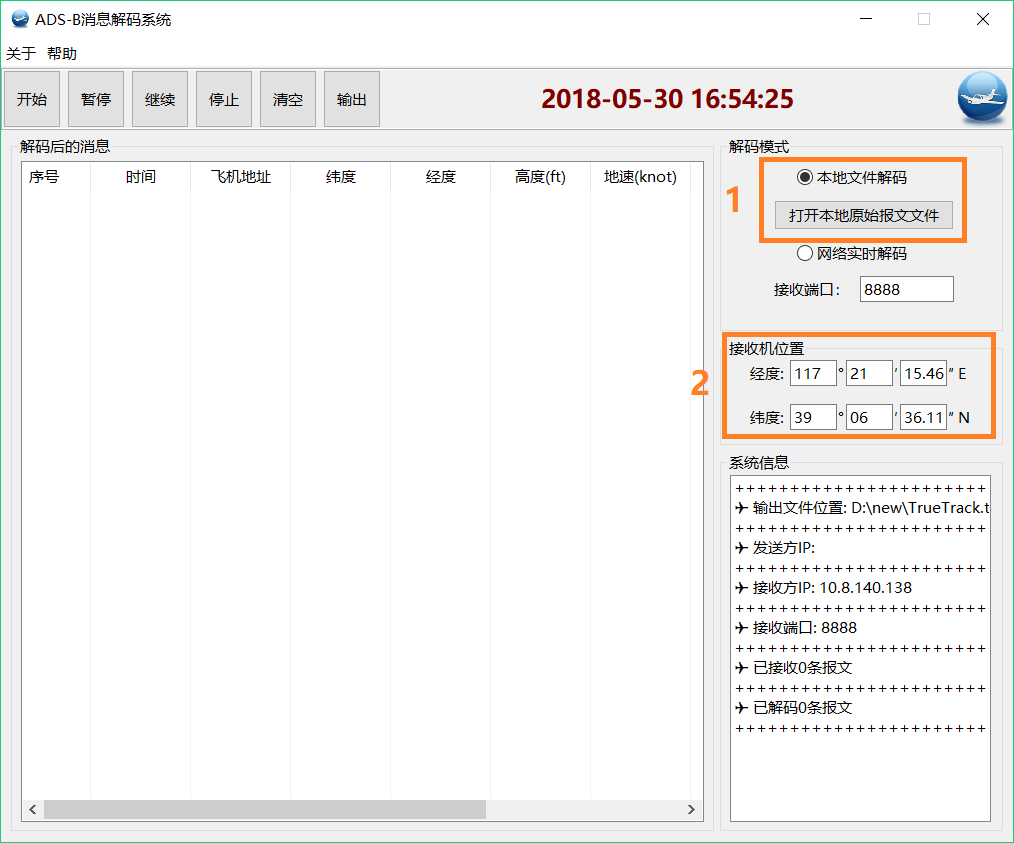 ADS-B消息解码系统
关于 帮助
开始 暂停 继续 停止 清空 输出 2018-05-30 16:54:25
解码后的消息
序号 时间 飞机地址 纬度 经度 高度(ft) 地速(knot)
解码模式
1
本地文件解码
打开本地原始报文文件
网络实时解码
接收端口: 8888
2
接收机位置
经度: 117 ° 21 ′ 15.46 ″ E
纬度: 39 ° 06 ′ 36.11 ″ N
系统信息
+++++++++++++++++++++++
✈ 输出文件位置: D:\new\TrueTrack.t
+++++++++++++++++++++++
✈ 发送方IP:
+++++++++++++++++++++++
✈ 接收方IP: 10.8.140.138
+++++++++++++++++++++++
✈ 接收端口: 8888
+++++++++++++++++++++++
✈ 已接收0条报文
+++++++++++++++++++++++
✈ 已解码0条报文
+++++++++++++++++++++++